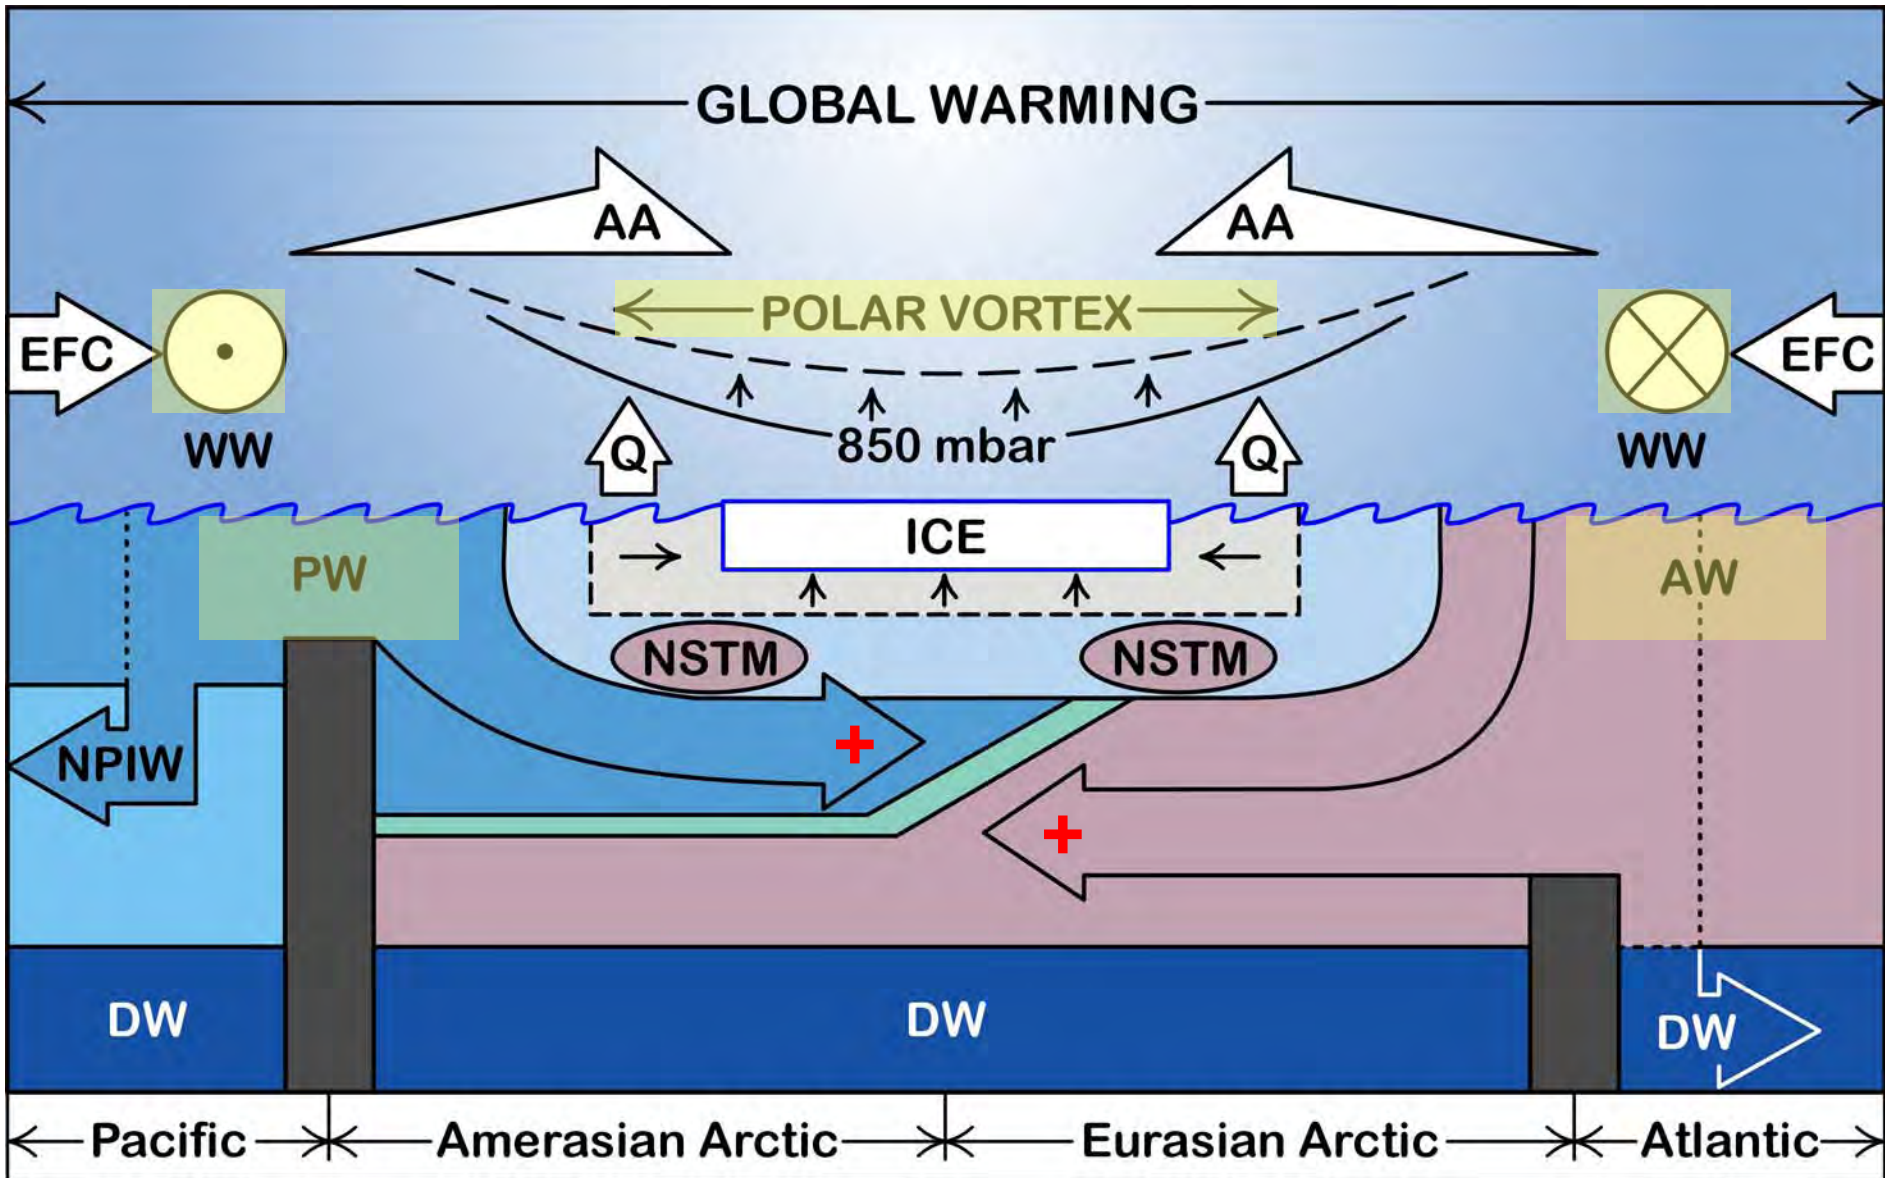 GLOBAL WARMING
AA
AA
POLAR VORTEX
EFC
EFC
WW
Q
850 mbar
Q
WW
ICE
PW
AW
NSTM
NSTM
NPIW
DW
DW
DW
Pacific
Amerasian Arctic
Eurasian Arctic
Atlantic